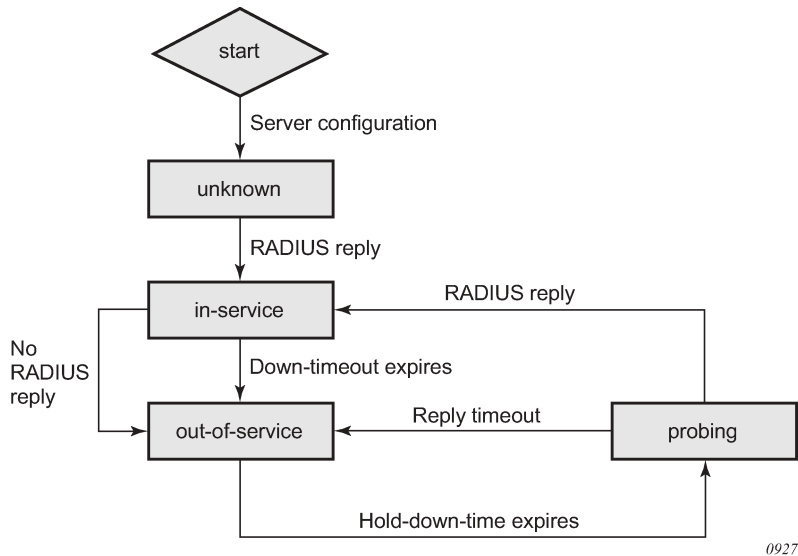 start
Server configuration
unknown
RADIUS reply
in-service
RADIUS reply
No
RADIUS
reply
Down-timeout expires
out-of-service
Reply timeout
probing
Hold-down-time expires
0927